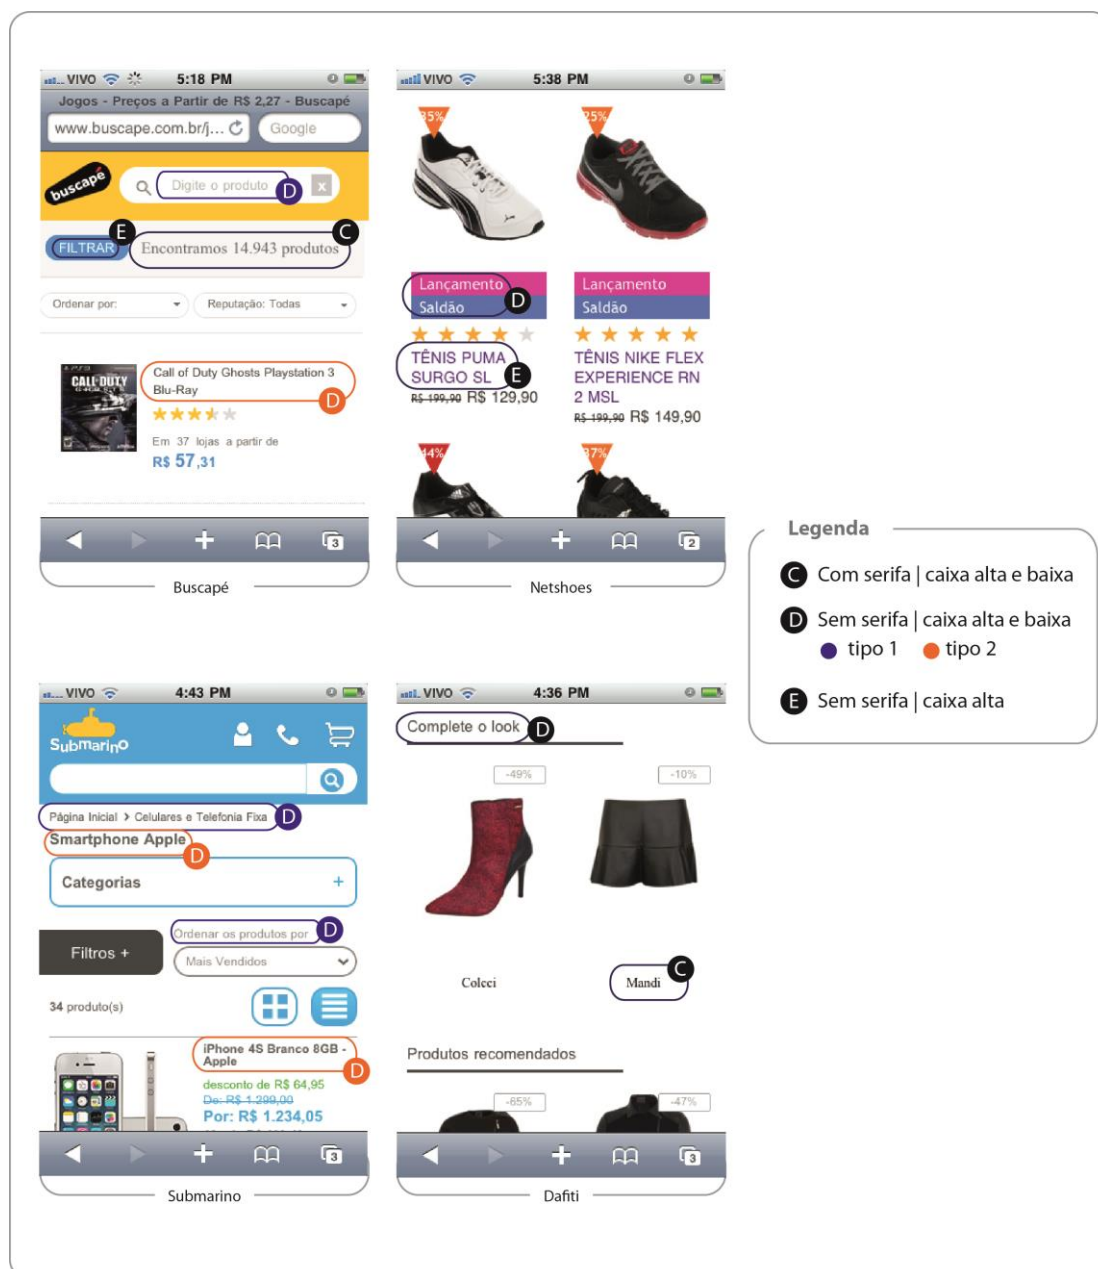 VIVO 5:18 PM
Jogos - Preços a Partir de R$ 2,27 - Buscapé
www.buscape.com.br/j... Google
buscapé Digite o produto D x
E C
FILTRAR Encontramos 14.943 produtos
Ordenar por: Reputação: Todas
PS3
CALL DUTY
GHOSTS
Call of Duty Ghosts Playstation 3
Blu-Ray
D
Em 37 lojas a partir de
R$ 57,31
3
Buscapé
VIVO 5:38 PM
35% 25%
Lançamento Lançamento
Saldão D Saldão
TÊNIS PUMA
SURGO SL E
R$ 199,90 R$ 129,90
TÊNIS NIKE FLEX
EXPERIENCE RN
2 MSL
R$ 199,90 R$ 149,90
44% 37%
2
Netshoes
Legenda
C Com serifa | caixa alta e baixa
D Sem serifa | caixa alta e baixa
tipo 1 tipo 2
E Sem serifa | caixa alta
VIVO 4:43 PM
Submarino
Página Inicial > Celulares e Telefonia Fixa D
Smartphone Apple
D
Categorias +
Filtros +
Ordenar os produtos por D
Mais Vendidos
34 produto(s)
iPhone 4S Branco 8GB -
Apple
D
desconto de R$ 64,95
De: R$ 1.299,00
Por: R$ 1.234,05
3
Submarino
VIVO 4:36 PM
Complete o look D
-49% -10%
C
Colcci Mandi
Produtos recomendados
-65% -47%
3
Dafiti